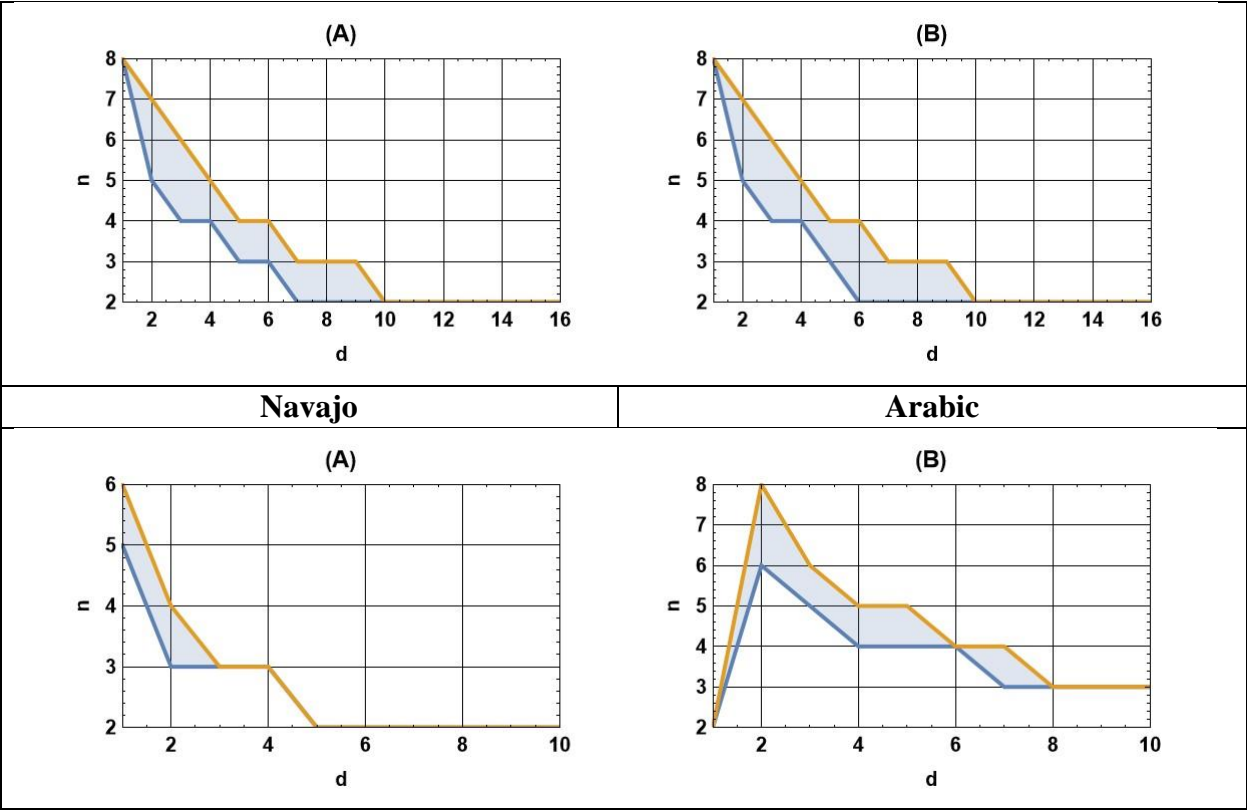 (A) (B)
8 8
7 7
6 6
n 5 n 5
4 4
3 3
2 2
2 4 6 8 10 12 14 16 2 4 6 8 10 12 14 16
d d
Navajo Arabic
(A) (B)
6 8
7
5 6
n 4 n 5
4
3 3
2 2
2 4 6 8 10 2 4 6 8 10
d d